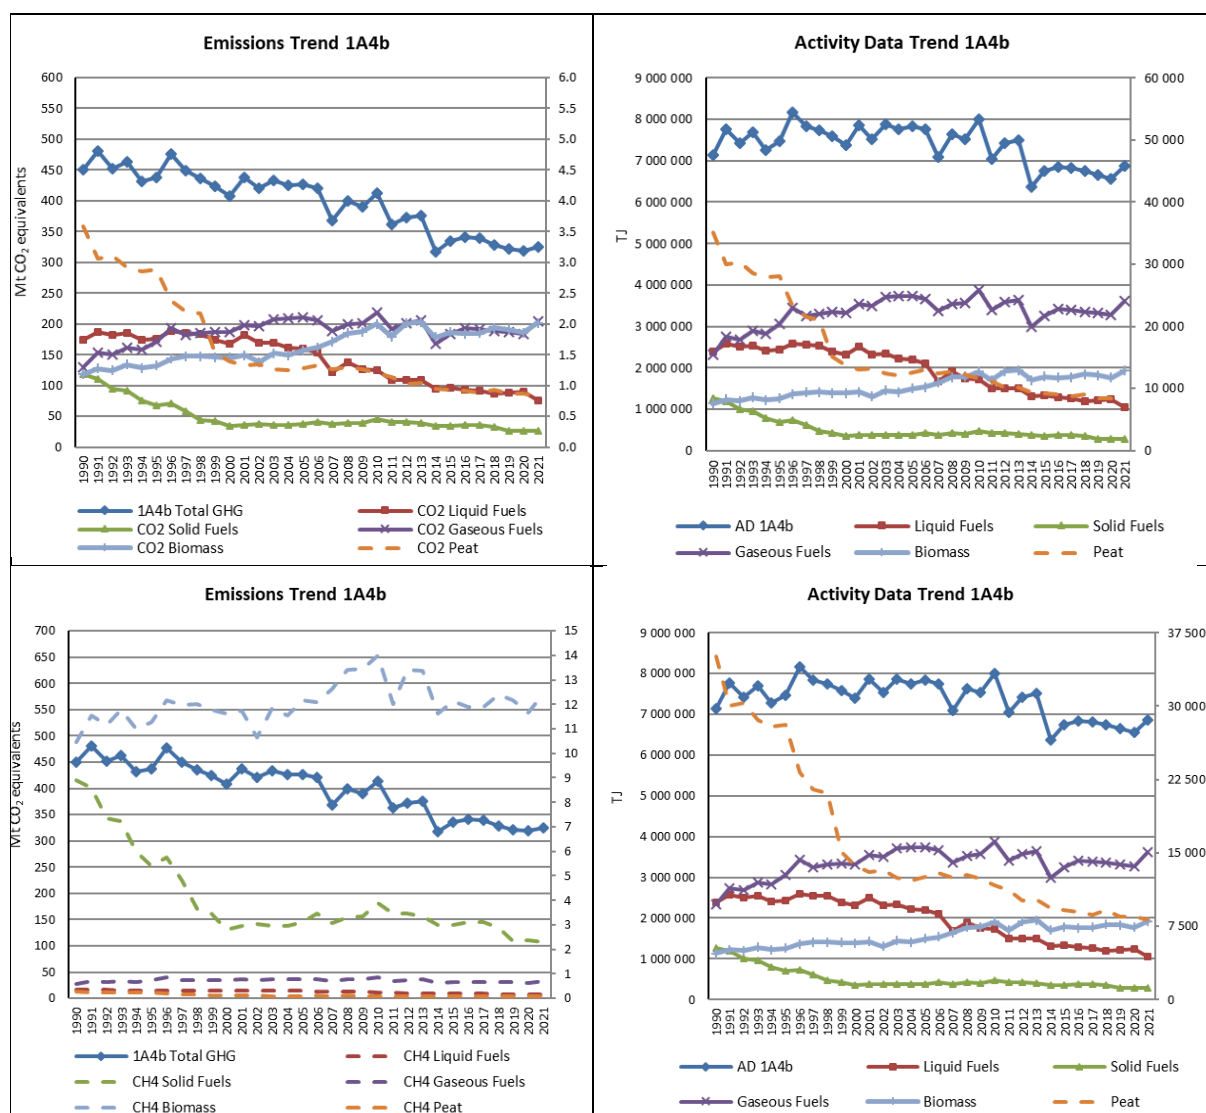 Emissions Trend 1A4b
600
550
500
450
400
350
300
250
200
150
100
50
0
Mt CO2 equivalents
6.0
5.5
5.0
4.5
4.0
3.5
3.0
2.5
2.0
1.5
1.0
0.5
0.0
1990 1991 1992 1993 1994 1995 1996 1997 1998 1999 2000 2001 2002 2003 2004 2005 2006 2007 2008 2009 2010 2011 2012 2013 2014 2015 2016 2017 2018 2019 2020 2021
1A4b Total GHG CO2 Liquid Fuels
CO2 Solid Fuels CO2 Gaseous Fuels
CO2 Biomass CO2 Peat
Activity Data Trend 1A4b
9 000 000
8 000 000
7 000 000
6 000 000
5 000 000
4 000 000
3 000 000
2 000 000
1 000 000
0
TJ
60 000
50 000
40 000
30 000
20 000
10 000
0
1990 1991 1992 1993 1994 1995 1996 1997 1998 1999 2000 2001 2002 2003 2004 2005 2006 2007 2008 2009 2010 2011 2012 2013 2014 2015 2016 2017 2018 2019 2020 2021
AD 1A4b Liquid Fuels Solid Fuels
Gaseous Fuels Biomass Peat
Emissions Trend 1A4b
700
650
600
550
500
450
400
350
300
250
200
150
100
50
0
Mt CO2 equivalents
15
14
13
12
11
10
9
8
7
6
5
4
3
2
1
0
1990 1991 1992 1993 1994 1995 1996 1997 1998 1999 2000 2001 2002 2003 2004 2005 2006 2007 2008 2009 2010 2011 2012 2013 2014 2015 2016 2017 2018 2019 2020 2021
1A4b Total GHG CH4 Liquid Fuels
CH4 Solid Fuels CH4 Gaseous Fuels
CH4 Biomass CH4 Peat
Activity Data Trend 1A4b
9 000 000
8 000 000
7 000 000
6 000 000
5 000 000
4 000 000
3 000 000
2 000 000
1 000 000
0
TJ
37 500
30 000
22 500
15 000
7 500
0
1990 1991 1992 1993 1994 1995 1996 1997 1998 1999 2000 2001 2002 2003 2004 2005 2006 2007 2008 2009 2010 2011 2012 2013 2014 2015 2016 2017 2018 2019 2020 2021
AD 1A4b Liquid Fuels Solid Fuels
Gaseous Fuels Biomass Peat